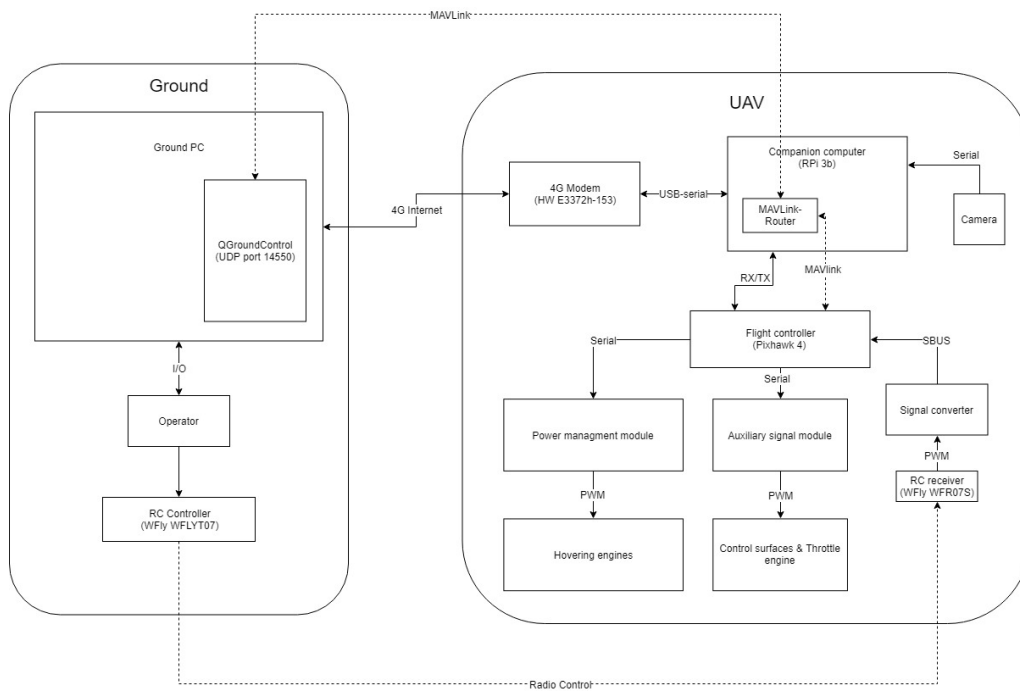 MAVLink
Ground
UAV
Ground PC
Companion computer
(RPi 3b)
Serial
4G Modem
(HW E3372h-153)
USB-serial
MAVLink-
Router
Camera
4G Internet
QGroundControl
(UDP port 14550)
RX/TX
MAVlink
Flight controller
(Pixhawk 4)
Serial
SBUS
I/O
Serial
Operator
Power managment module
Auxiliary signal module
Signal converter
PWM
RC receiver
(WFly WFR07S)
PWM
PWM
RC Controller
(WFly WFLYT07)
Hovering engines
Control surfaces & Throttle
engine
Radio Control